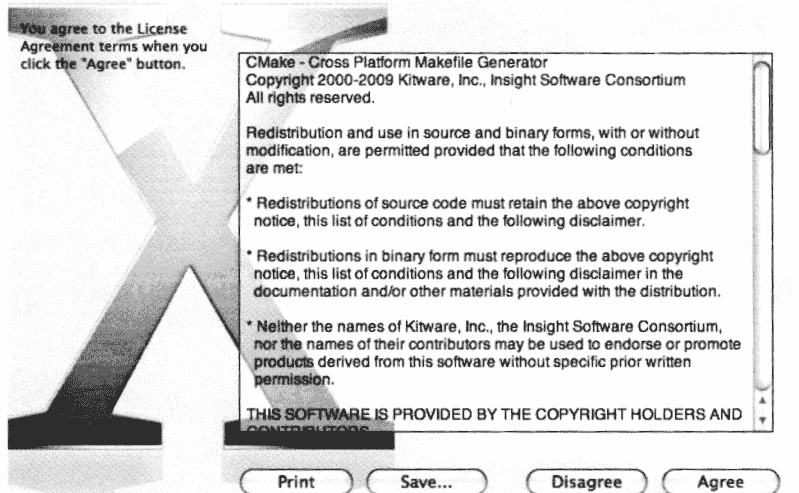 You agree to the License
Agreement terms when you
click the "Agree" button.
CMake - Cross Platform Makefile Generator
Copyright 2000-2009 Kitware, Inc., Insight Software Consortium
All rights reserved.
Redistribution and use in source and binary forms, with or without
modification, are permitted provided that the following conditions
are met:
* Redistributions of source code must retain the above copyright
notice, this list of conditions and the following disclaimer.
* Redistributions in binary form must reproduce the above copyright
notice, this list of conditions and the following disclaimer in the
documentation and/or other materials provided with the distribution.
* Neither the names of Kitware, Inc., the Insight Software Consortium,
nor the names of their contributors may be used to endorse or promote
products derived from this software without specific prior written
permission.
THIS SOFTWARE IS PROVIDED BY THE COPYRIGHT HOLDERS AND
CONTRIBUTORS
Print
Save...
Disagree
Agree